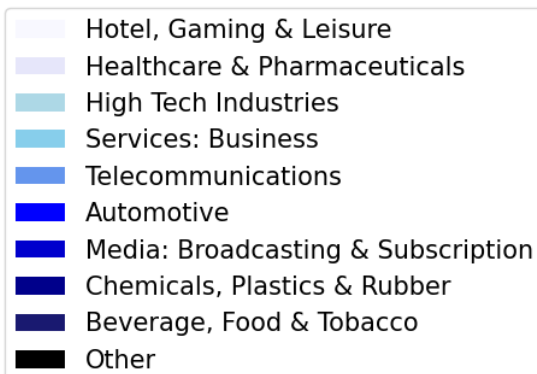 Hotel, Gaming & Leisure
Healthcare & Pharmaceuticals
High Tech Industries
Services: Business
Telecommunications
Automotive
Media: Broadcasting & Subscription
Chemicals, Plastics & Rubber
Beverage, Food & Tobacco
Other